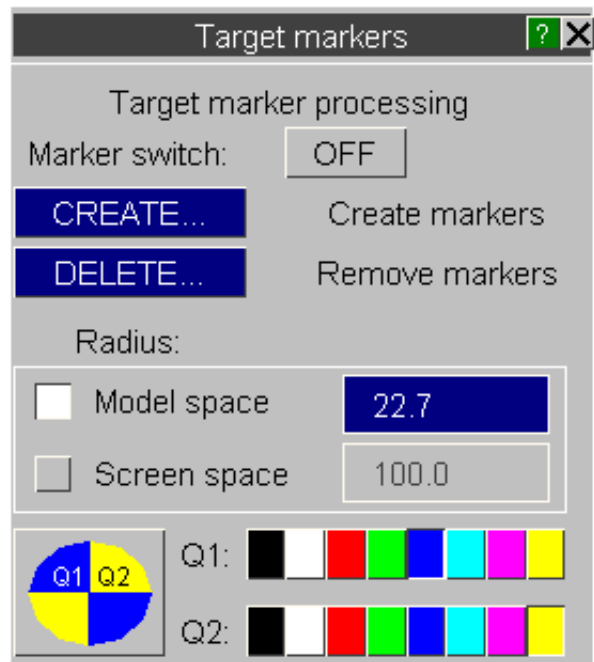 Target markers ? X
Target marker processing
Marker switch: OFF
CREATE... Create markers
DELETE... Remove markers
Radius:
Model space 22.7
Screen space 100.0
Q1 Q2
Q1:
Q2: